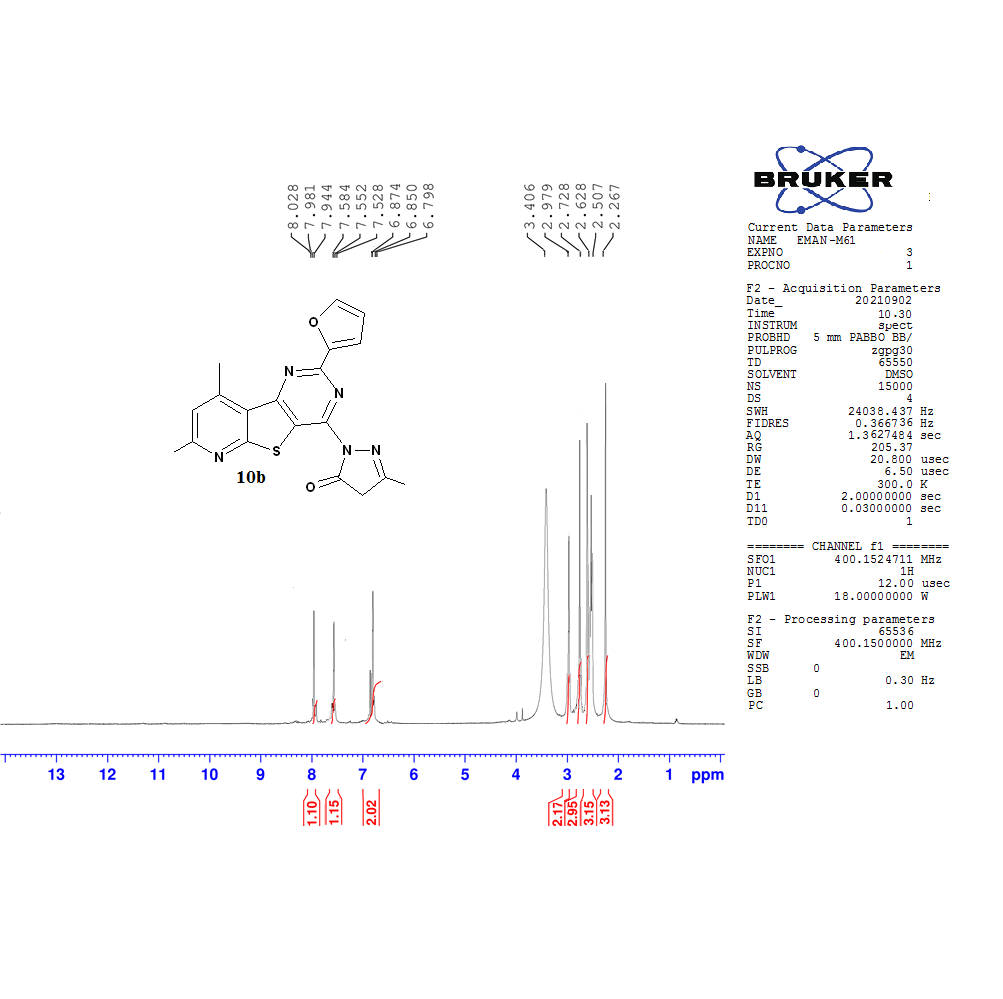 8.028
7.981
7.944
7.584
7.552
7.528
6.874
6.850
6.798
3.406
2.979
2.728
2.628
2.507
2.267
BRUKER
Current Data Parameters
NAME EMAN-M61
EXPNO 3
PROCNO 1
F2 - Acquisition Parameters
Date_ 20210902
Time 10.30
INSTRUM spect
PROBHD 5 mm PABBO BB/
PULPROG zgpg30
TD 65550
SOLVENT DMSO
NS 15000
DS 4
SWH 24038.437 Hz
FIDRES 0.366736 Hz
AQ 1.3627484 sec
RG 205.37
DW 20.800 usec
DE 6.50 usec
TE 300.0 K
D1 2.00000000 sec
D11 0.03000000 sec
TD0 1
======== CHANNEL f1 ========
SFO1 400.1524711 MHz
NUC1 1H
P1 12.00 usec
PLW1 18.00000000 W
F2 - Processing parameters
SI 65536
SF 400.1500000 MHz
WDW EM
SSB 0
LB 0.30 Hz
GB 0
PC 1.00
O
N
N
N
S
N N
O
10b
13 12 11 10 9 8 7 6 5 4 3 2 1 ppm
1.10
1.15
2.02
2.17
2.95
3.15
3.13